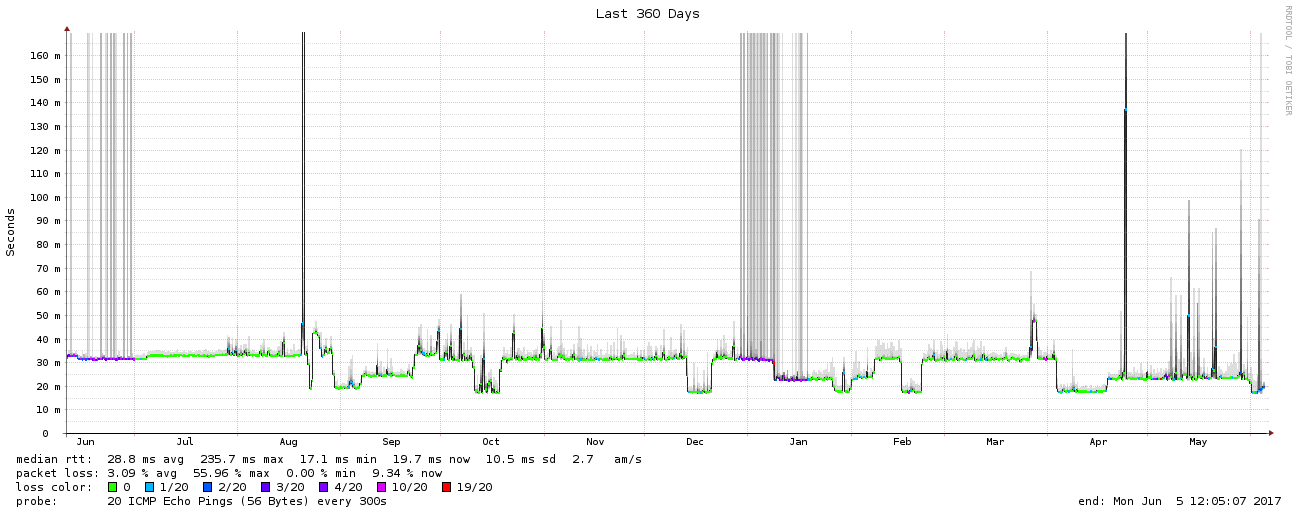 Last 360 Days
RRDTOOL / TOBI OETIKER
Seconds
160 m
150 m
140 m
130 m
120 m
110 m
100 m
90 m
80 m
70 m
60 m
50 m
40 m
30 m
20 m
10 m
0
Jun Jul Aug Sep Oct Nov Dec Jan Feb Mar Apr May
median rtt: 28.8 ms avg 235.7 ms max 17.1 ms min 19.7 ms now 10.5 ms sd 2.7 am/s
packet loss: 3.09 % avg 55.96 % max 0.00 % min 9.34 % now
loss color: 0 1/20 2/20 3/20 4/20 10/20 19/20
probe: 20 ICMP Echo Pings (56 Bytes) every 300s end: Mon Jun 5 12:05:07 2017